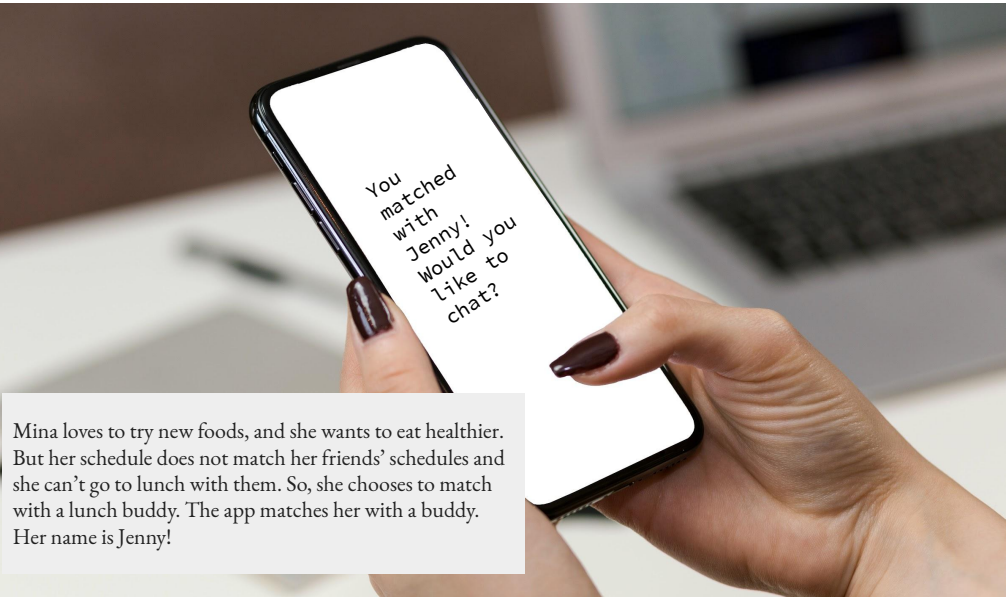 You
matched
with
Jenny!
Would you
like to
chat?
Mina loves to try new foods, and she wants to eat healthier.
But her schedule does not match her friends’ schedules and
she can’t go to lunch with them. So, she chooses to match
with a lunch buddy. The app matches her with a buddy.
Her name is Jenny!